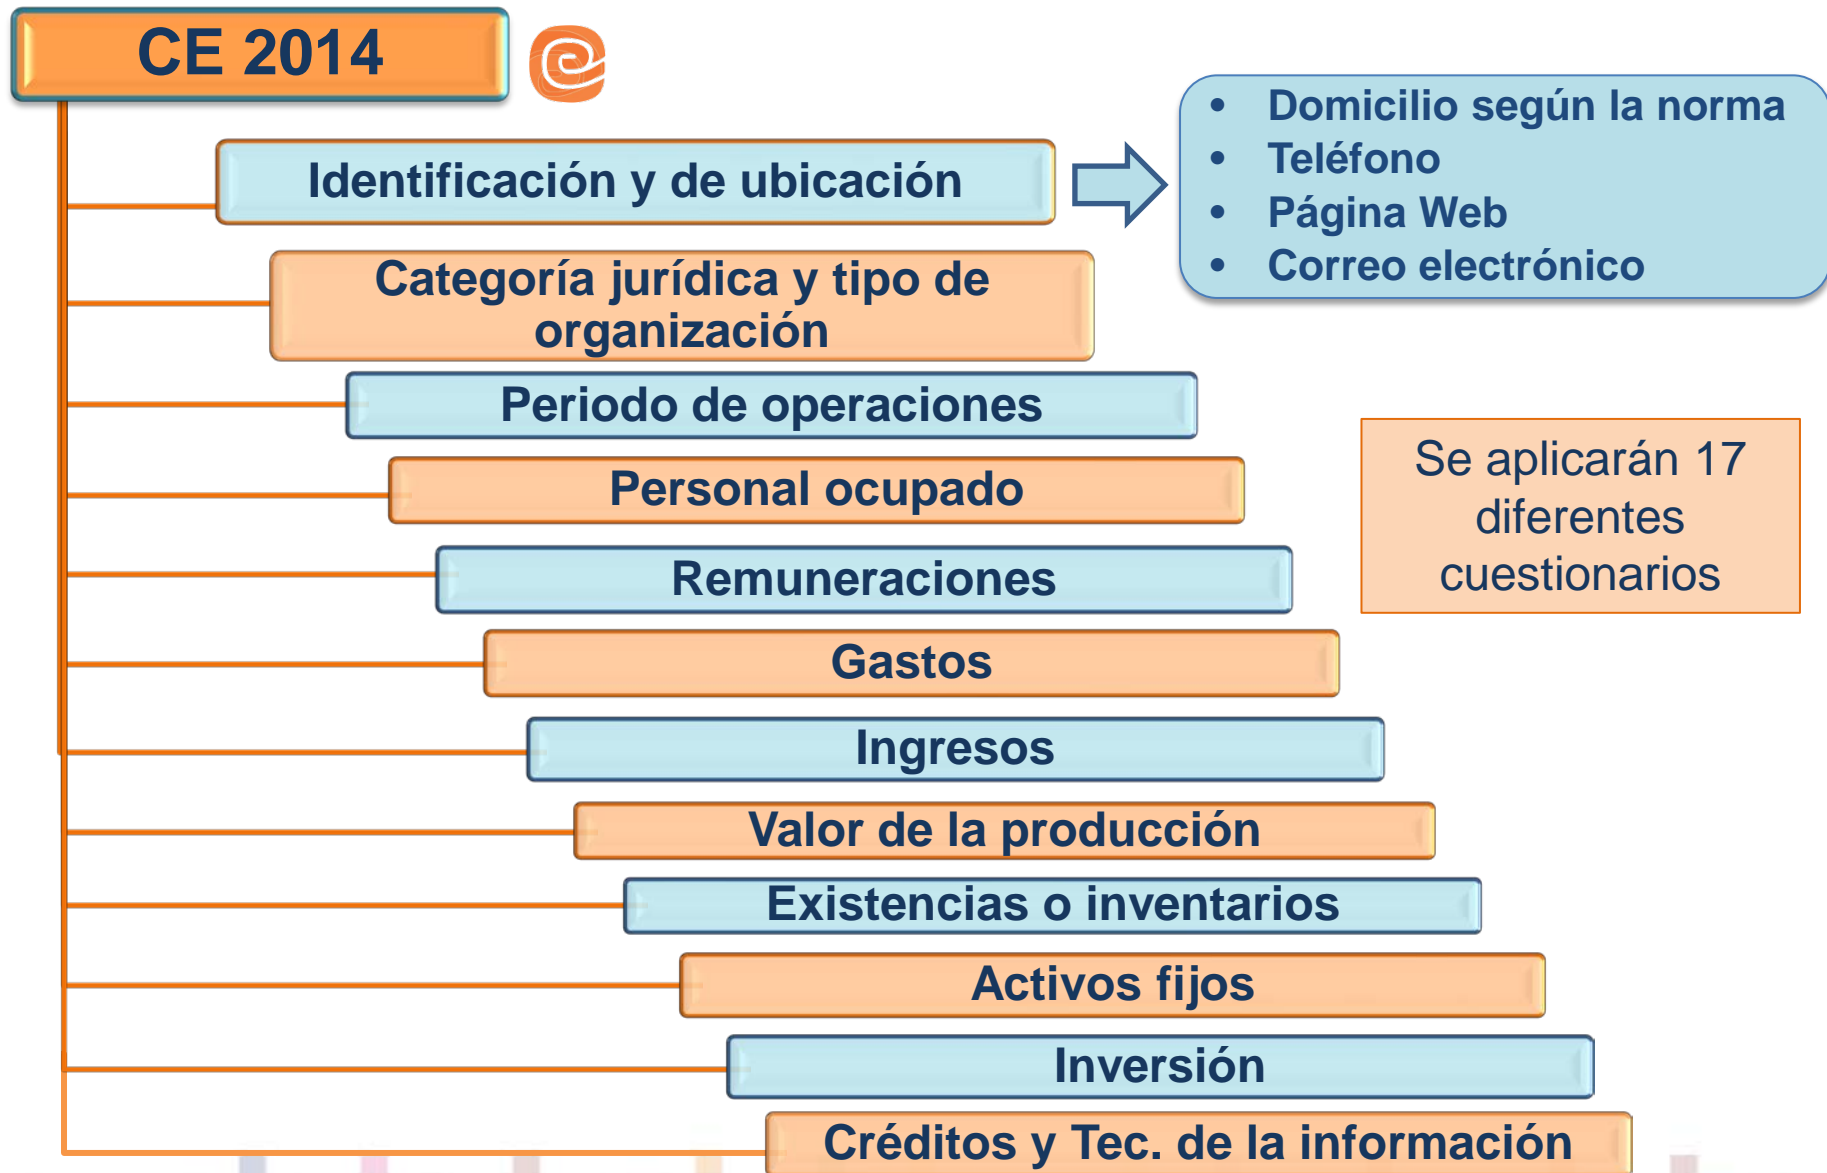 CE 2014
Identificación y de ubicación
• Domicilio según la norma
• Teléfono
• Página Web
• Correo electrónico
Categoría jurídica y tipo de
organización
Periodo de operaciones
Personal ocupado
Se aplicarán 17
diferentes
cuestionarios
Remuneraciones
Gastos
Ingresos
Valor de la producción
Existencias o inventarios
Activos fijos
Inversión
Créditos y Tec. de la información